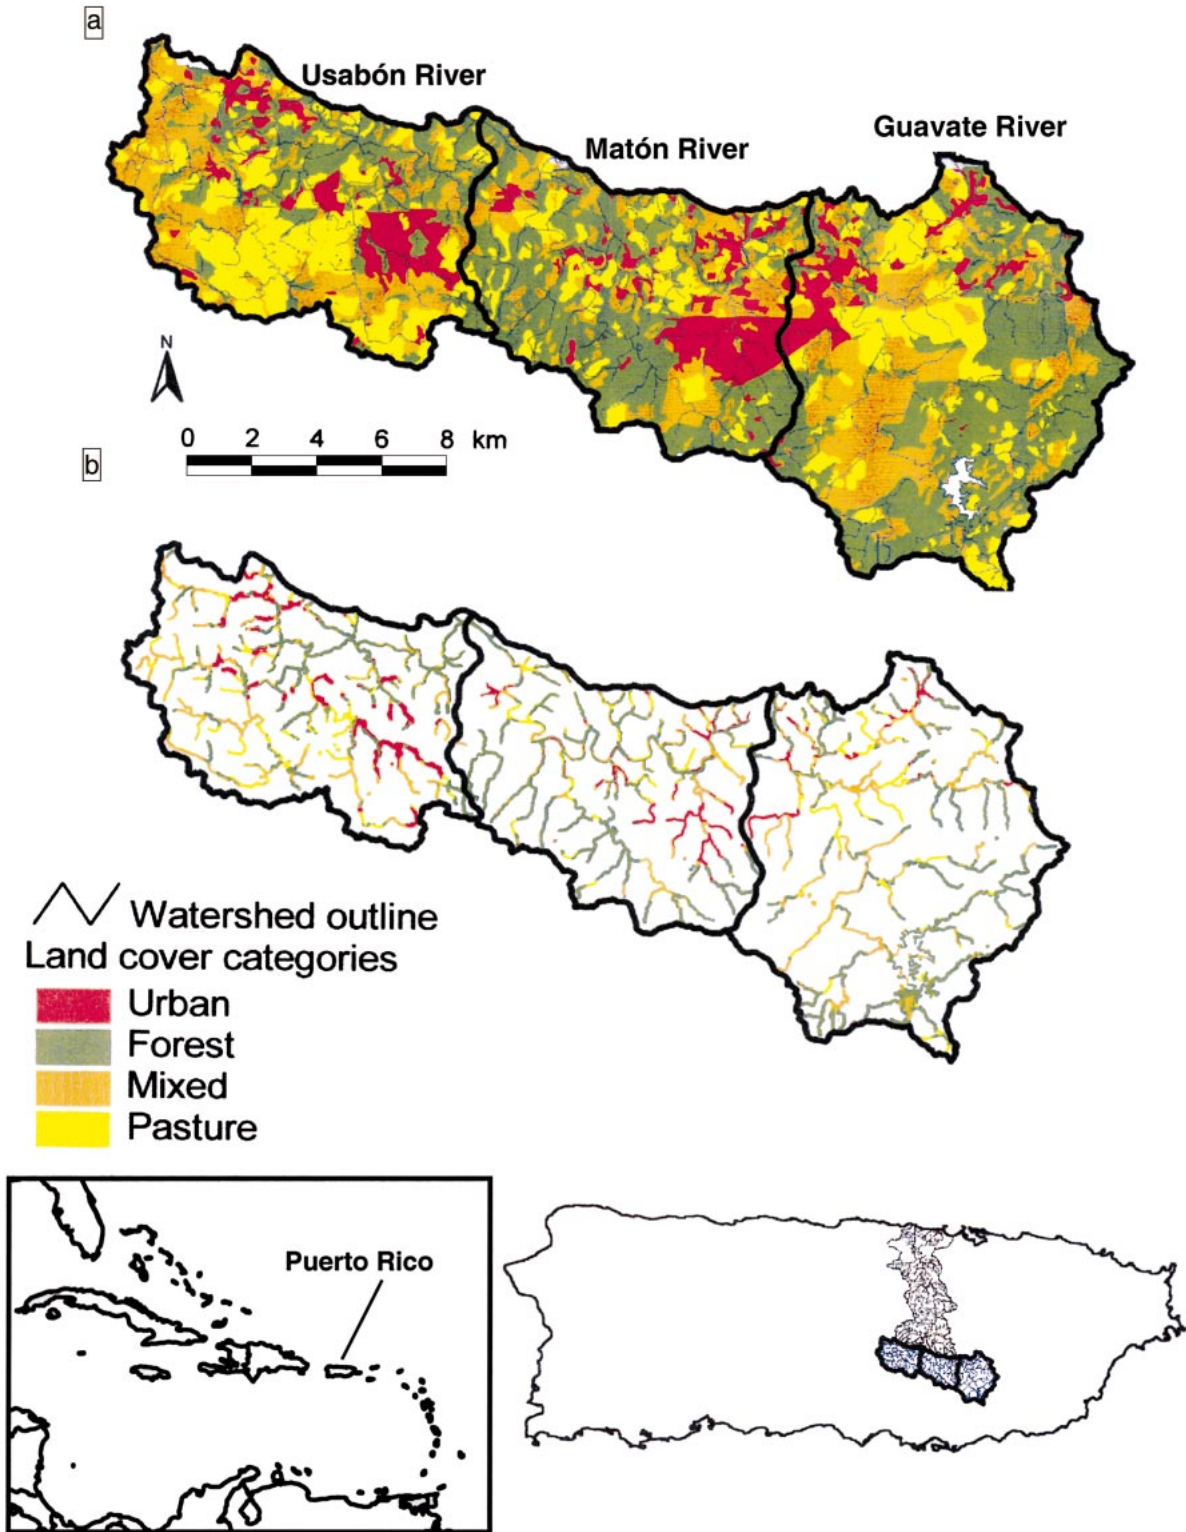 a
Usabón River
Matón River
Guavate River
N
0 2 4 6 8 km
b
Watershed outline
Land cover categories
Urban
Forest
Mixed
Pasture
Puerto Rico